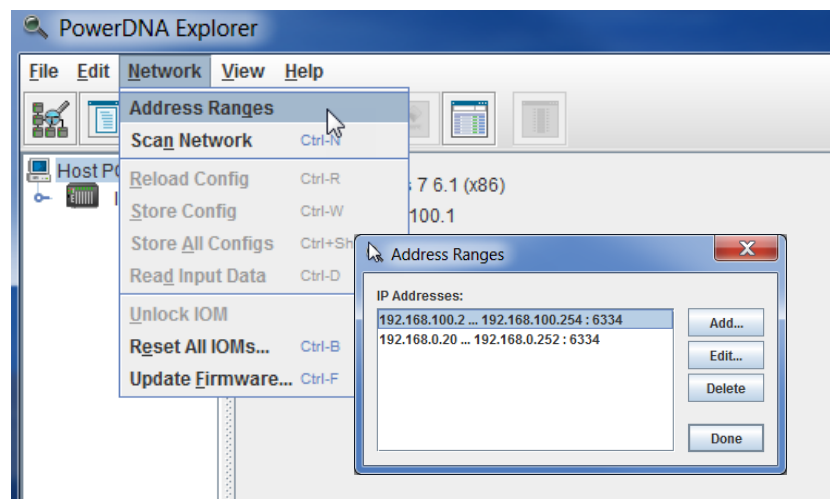 PowerDNA Explorer
File Edit Network View Help
Address Ranges
Scan Network Ctrl-N
Reload Config Ctrl-R
Store Config Ctrl-W
Store All Configs Ctrl+Sh
Read Input Data Ctrl-D
Unlock IOM
Reset All IOMs... Ctrl-B
Update Firmware... Ctrl-F
Host PC
7 6.1 (x86)
100.1
Address Ranges
IP Addresses:
192.168.100.2 ... 192.168.100.254 : 6334
192.168.0.20 ... 192.168.0.252 : 6334
Add...
Edit...
Delete
Done